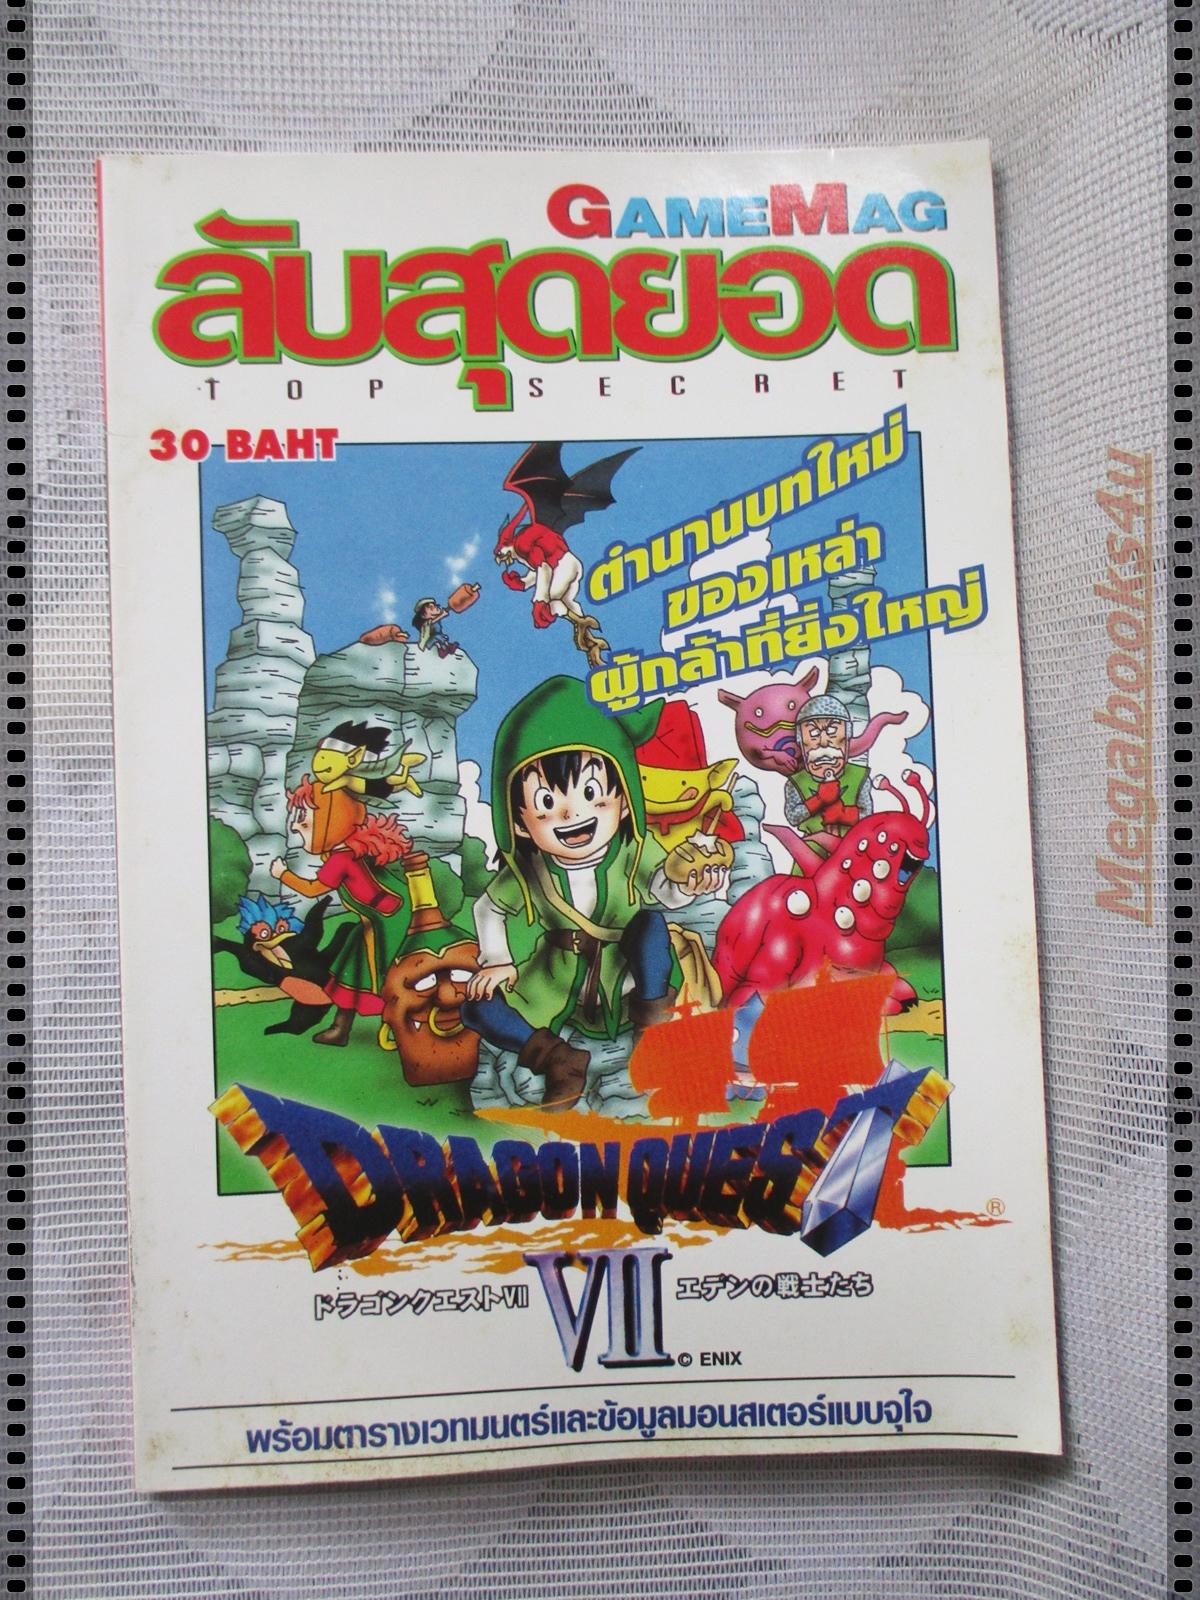 GAMEMAG
ลับสุดยอด
TOP SECRET
30 BAHT
ตำนานบทใหม่
ของเหล่า
ผู้กล้าที่ยิ่งใหญ่
DRAGON QUEST
®
VII
ドラゴンクエストVII
エデンの戦士たち
© ENIX
พร้อมตารางเวทมนตร์และข้อมูลมอนสเตอร์แบบจุใจ
Megabooks4u